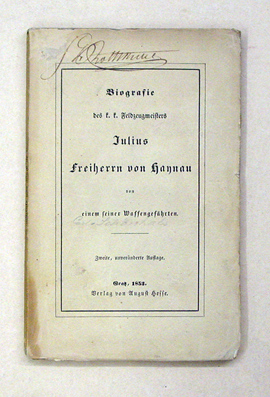 Biografie
des k. k. Feldzeugmeisters
Julius
Freiherrn von Haynau
von
einem seiner Waffengefährten.
Zweite, unveränderte Auflage.
Gratz, 1853.
Verlag von August Hesse.